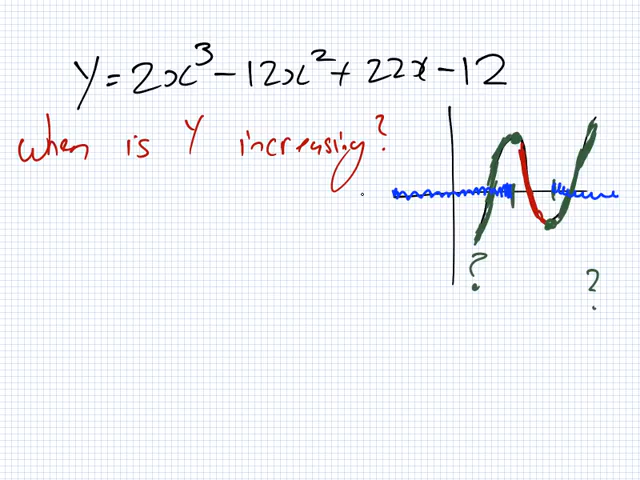 Y = 2x³ - 12x² + 22x - 12
when is Y increasing?
? ?